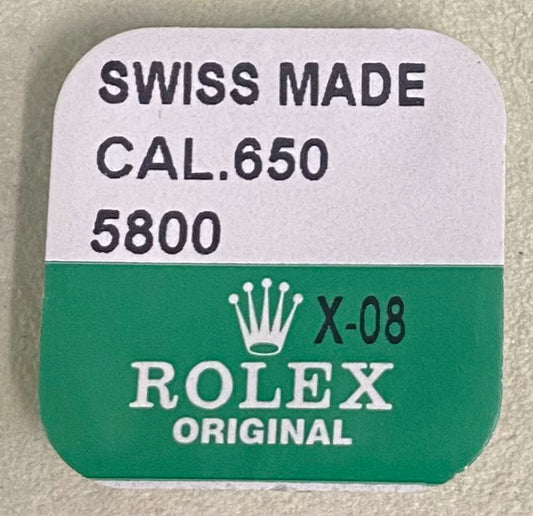 SWISS MADE
CAL.650
5800
X-08
ROLEX
ORIGINAL